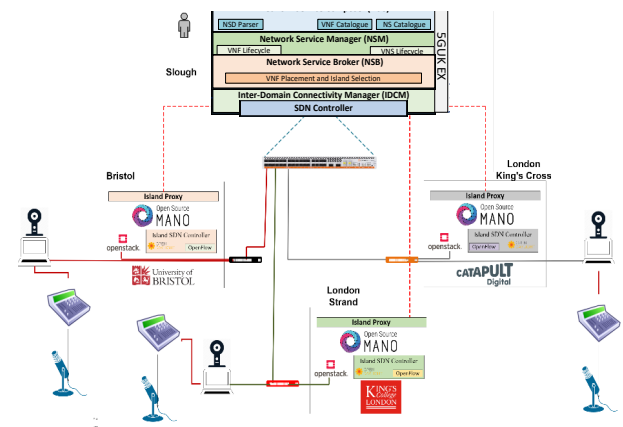 NSD Parser
VNF Catalogue
NS Catalogue
Network Service Manager (NSM)
VNF Lifecycle
VNS Lifecycle
Network Service Broker (NSB)
VNF Placement and Island Selection
Inter-Domain Connectivity Manager (IDCM)
SDN Controller
5GUK EX
Slough
Bristol
Island Proxy
Open Source
MANO
Island SDN Controller
OpenFlow
openstack.
University of
BRISTOL
London
King's Cross
Island Proxy
Open Source
MANO
Island SDN Controller
OpenFlow
openstack.
CATAPULT
Digital
London
Strand
Island Proxy
Open Source
MANO
Island SDN Controller
OpenFlow
openstack.
KING'S
College
LONDON